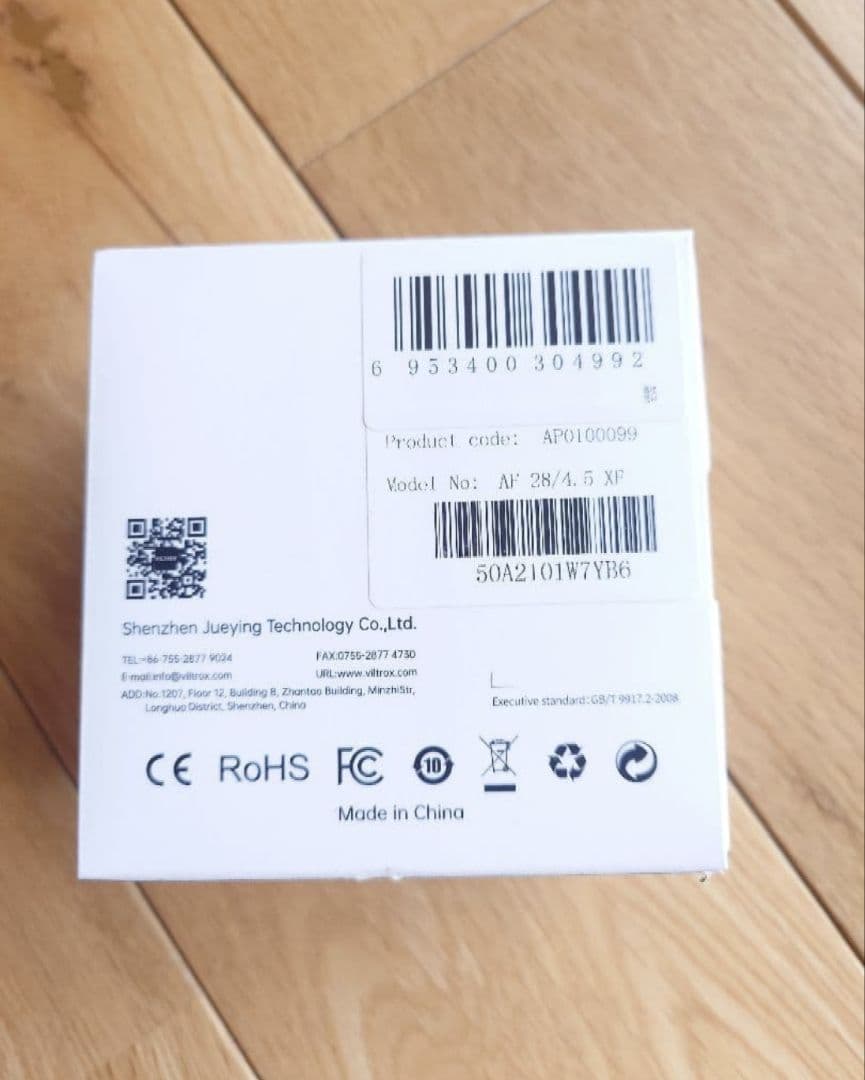 6 953400 304992
Product code: AP0100099
Model No: AF 28/4.5 XF
50A2101W7YB6
Shenzhen Jueying Technology Co.,Ltd.
TEL:+86-755-2877 9024 FAX:0755-2877 4730
E-mail:info@viltrox.com URL:www.viltrox.com
ADD:No.1207, Floor 12, Building B, Zhantao Building, MinzhiStr,
Longhua District, Shenzhen, China
Executive standard:GB/T 9917.2-2008
CE RoHS FC 10
Made in China